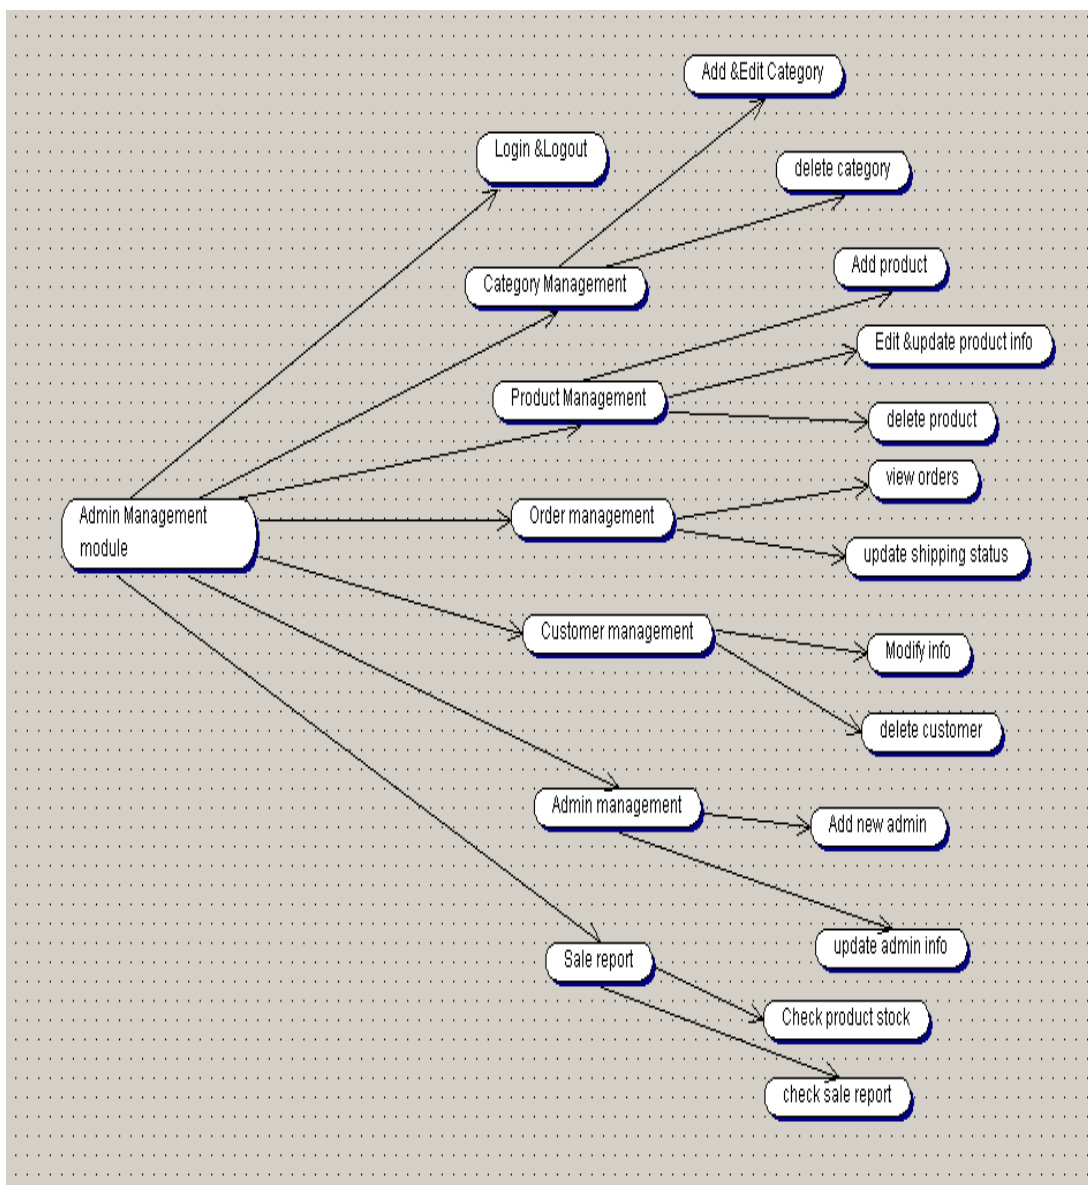 Add &Edit Category
Login &Logout
delete category
Add product
Category Management
Edit &update product info
Product Management
delete product
view orders
Admin Management
module
Order management
update shipping status
Customer management
Modify info
delete customer
Admin management
Add new admin
update admin info
Sale report
Check product stock
check sale report